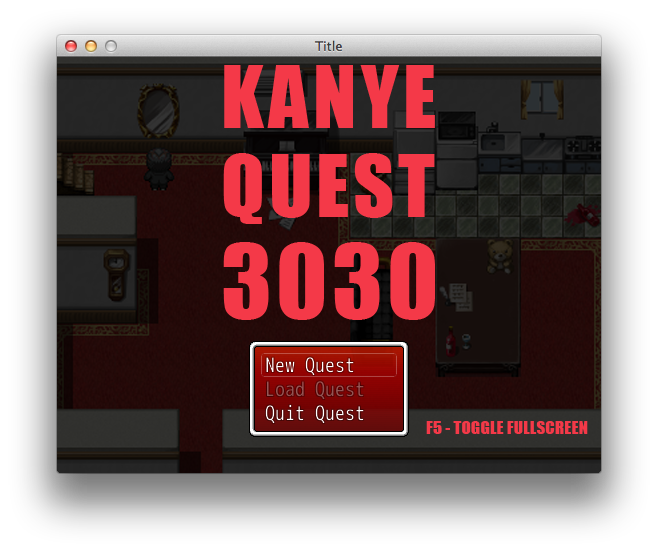 Title
KANYE
QUEST
3030
New Quest
Load Quest
Quit Quest
F5 - TOGGLE FULLSCREEN